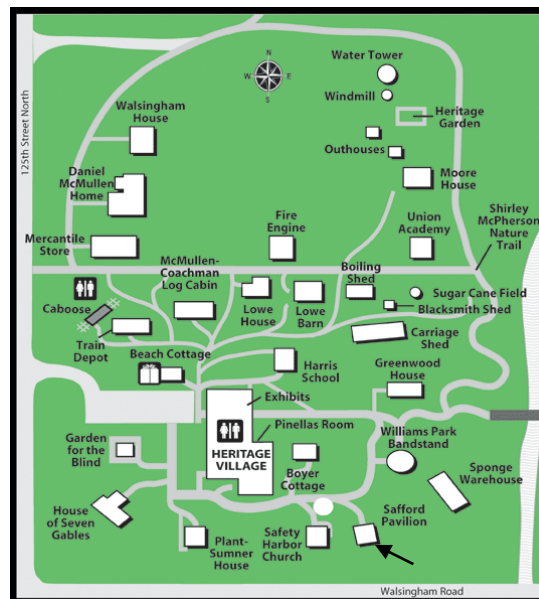 125th Street North
N
W E
S
Water Tower
Windmill
Heritage
Garden
Outhouses
Walsingham
House
Moore
House
Daniel
McMullen
Home
Shirley
McPherson
Nature
Trail
Fire
Engine
Union
Academy
Mercantile
Store
McMullen-
Coachman
Log Cabin
Boiling
Shed
Caboose
Lowe
House
Lowe
Barn
Sugar Cane Field
Blacksmith Shed
Train
Depot
Carriage
Shed
Beach Cottage
Harris
School
Greenwood
House
Exhibits
Pinellas Room
HERITAGE
VILLAGE
Williams Park
Bandstand
Garden
for the
Blind
Boyer
Cottage
Sponge
Warehouse
House
of Seven
Gables
Safford
Pavilion
Plant-
Sumner
House
Safety
Harbor
Church
Walsingham Road